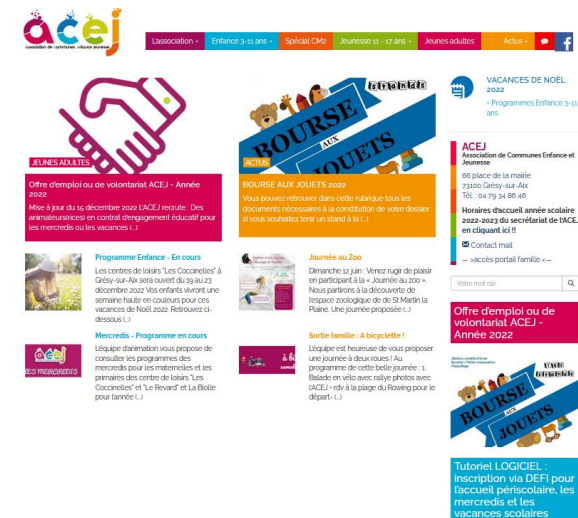 acej
association de communes enfance jeunesse
L'association
Enfance 3-11 ans
Spécial CM2
Jeunesse 11 - 17 ans
Jeunes adultes
Actus
f
JEUNES ADULTES
Offre d'emploi ou de volontariat ACEJ - Année
2022
Mise à jour du 15 décembre 2022 L'ACEJ recrute : Des
animateurs(rices) en contrat d'engagement éducatif pour
les mercredis ou les vacances (...)
BOURSE
AUX
JOUETS
ACTUS
BOURSE AUX JOUETS 2022
Vous pouvez retrouver dans cette rubrique tous les
documents nécessaires à la constitution de votre dossier
si vous souhaitez tenir un stand à la (...)
Programme Enfance - En cours
Les centres de loisirs "Les Coccinelles" à
Grésy-sur-Aix sera ouvert du 19 au 23
décembre 2022 Vos enfants vivront une
semaine haute en couleurs pour ces
vacances de Noël 2022. Retrouvez ci-
dessous (...)
Journée au Zoo
Dimanche 12 juin : Venez rugir de plaisir
en participant à la « Journée au zoo ».
Nous partirons à la découverte de
l'espace zoologique de de St Martin la
Plaine. Une journée proposée (...)
acej
MERCREDIS
Mercredis - Programme en cours
L'équipe d'animation vous propose de
consulter les programmes des
mercredis pour les maternelles et les
primaires des centre de loisirs "Les
Coccinelles" et "Le Revard" et La Biolle
pour l'année (...)
Sortie famille : A bicyclette !
L'équipe est heureuse de vous proposer
une journée à deux roues ! Au
programme de cette belle journée : 1.
Balade en vélo avec rallye photos avec
l'ACEJ • rdv à la plage du Rowing pour le
départ- (...)
VACANCES DE NOËL
2022
• Programmes Enfance 3-11
ans
ACEJ
Association de Communes Enfance et
Jeunesse
66 place de la mairie
73100 Grésy-sur-Aix
Tél : 04 79 34 86 46
Horaires d'accueil année scolaire
2022-2023 du secrétariat de l'ACEJ
en cliquant ici !!
Contact mail
— >accès portail famille <—
Votre mot clé
Offre d'emploi ou de
volontariat ACEJ -
Année 2022
BOURSE
AUX
JOUETS
Tutoriel LOGICIEL :
inscription via DEFI pour
l'accueil périscolaire, les
mercredis et les
vacances scolaires